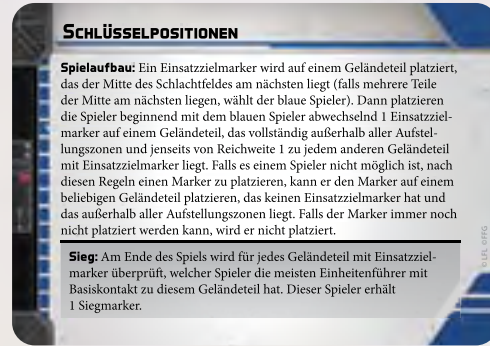 Schlüsselpositionen
Spielaufbau: Ein Einsatzzielmarker wird auf einem Geländeteil platziert,
das der Mitte des Schlachtfeldes am nächsten liegt (falls mehrere Teile
der Mitte am nächsten liegen, wählt der blaue Spieler). Dann platzieren
die Spieler beginnend mit dem blauen Spieler abwechselnd 1 Einsatzziel-
marker auf einem Geländeteil, das vollständig außerhalb aller Aufstel-
lungszonen und jenseits von Reichweite 1 zu jedem anderen Geländeteil
mit Einsatzzielmarker liegt. Falls es einem Spieler nicht möglich ist, nach
diesen Regeln einen Marker zu platzieren, kann er den Marker auf einem
beliebigen Geländeteil platzieren, das keinen Einsatzzielmarker hat und
das außerhalb aller Aufstellungszonen liegt. Falls der Marker immer noch
nicht platziert werden kann, wird er nicht platziert.
Sieg: Am Ende des Spiels wird für jedes Geländeteil mit Einsatzziel-
marker überprüft, welcher Spieler die meisten Einheitenführer mit
Basiskontakt zu diesem Geländeteil hat. Dieser Spieler erhält
1 Siegmarker.
© LFL © FFG